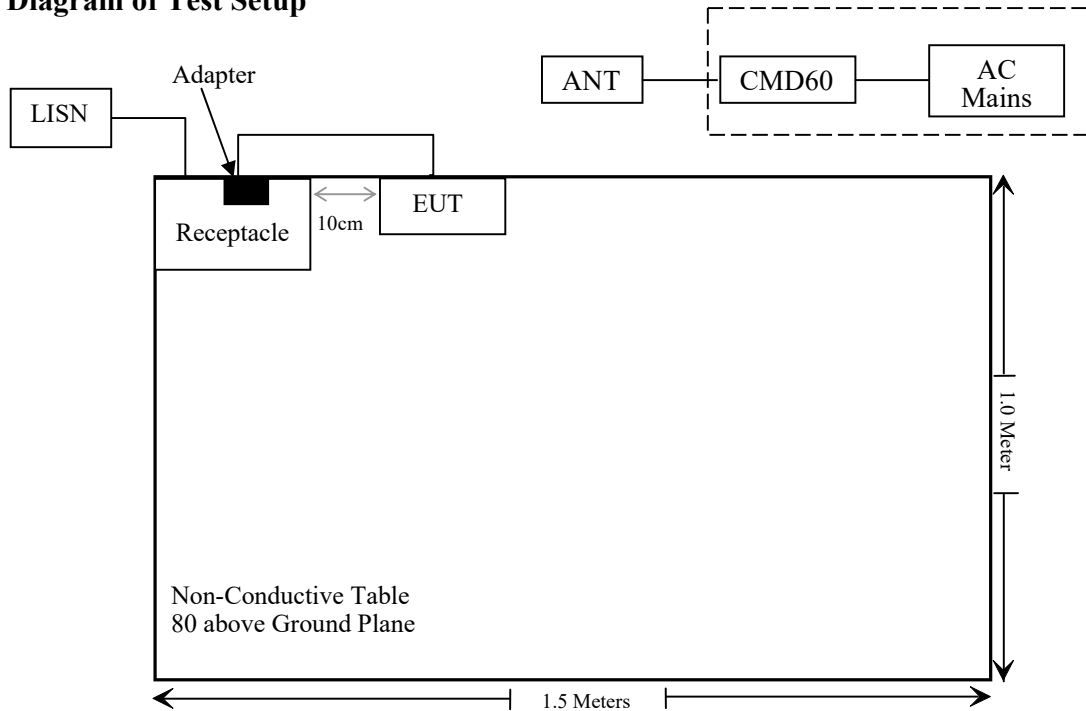 Diagram of Test Setup
Adapter
LISN
ANT
CMD60
AC
Mains
EUT
10cm
Receptacle
1.0 Meter
Non-Conductive Table
80 above Ground Plane
1.5 Meters